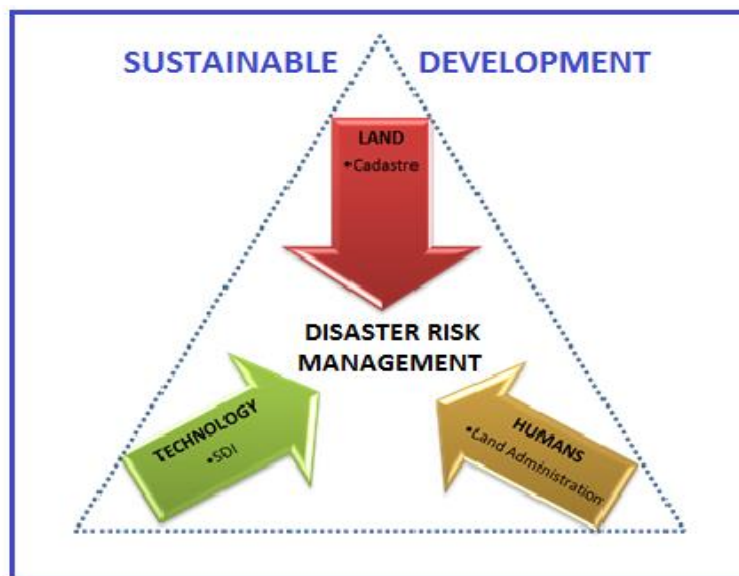 SUSTAINABLE DEVELOPMENT
LAND
•Cadastre
DISASTER RISK
MANAGEMENT
TECHNOLOGY
•SDI
HUMANS
•Land Administration